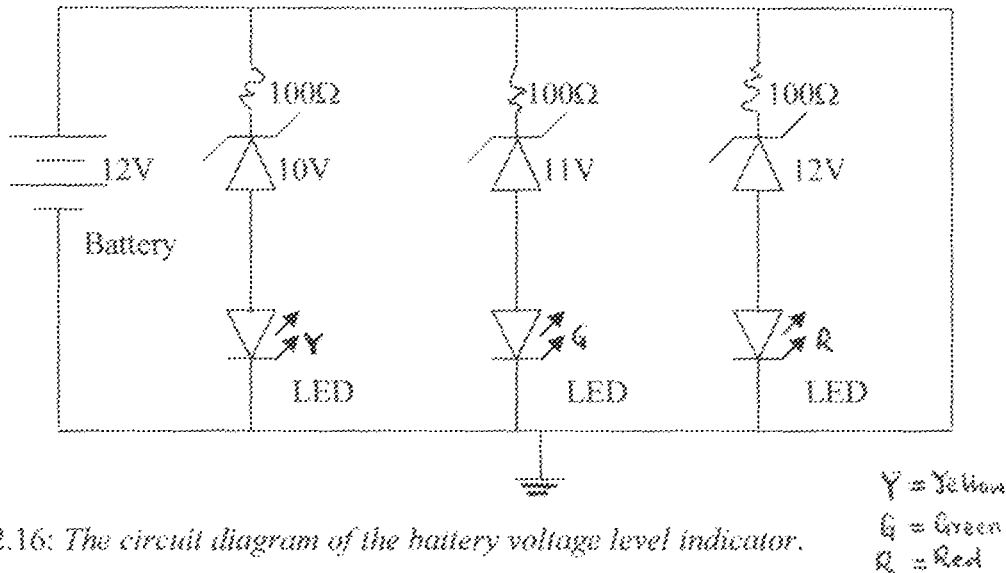 100Ω 100Ω 100Ω
12V 10V 11V 12V
Battery
Y G R
LED LED LED
Y = Yellow
G = Green
R = Red
2.16: The circuit diagram of the battery voltage level indicator.